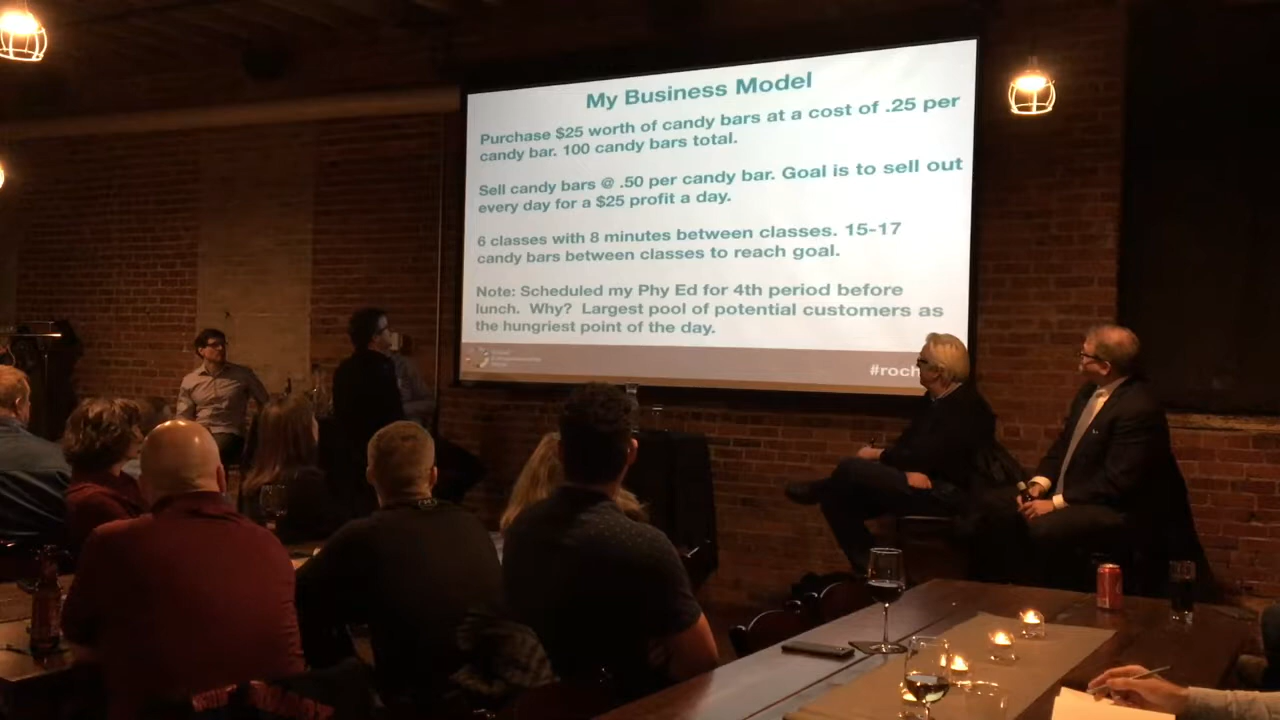 My Business Model
Purchase $25 worth of candy bars at a cost of .25 per
candy bar. 100 candy bars total.
Sell candy bars @ .50 per candy bar. Goal is to sell out
every day for a $25 profit a day.
6 classes with 8 minutes between classes. 15-17
candy bars between classes to reach goal.
Note: Scheduled my Phy Ed for 4th period before
lunch. Why? Largest pool of potential customers as
the hungriest point of the day.
#roch